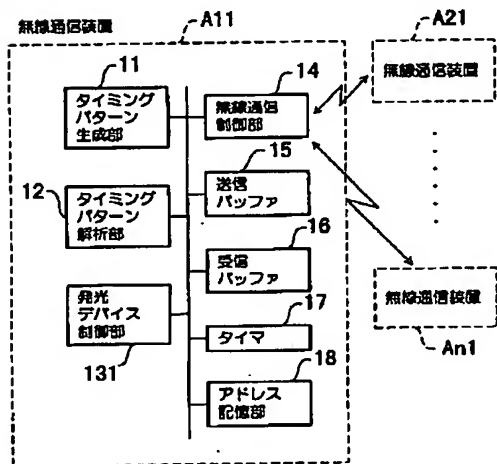 無線通信装置
A11
A21
11
14
無線通信装置
タイミング
パターン
生成部
無線通信
制御部
15
12
送信
バッファ
タイミング
パターン
解析部
16
受信
バッファ
発光
デバイス
制御部
17
無線通信装置
タイマ
131
18
An1
アドレス
記憶部